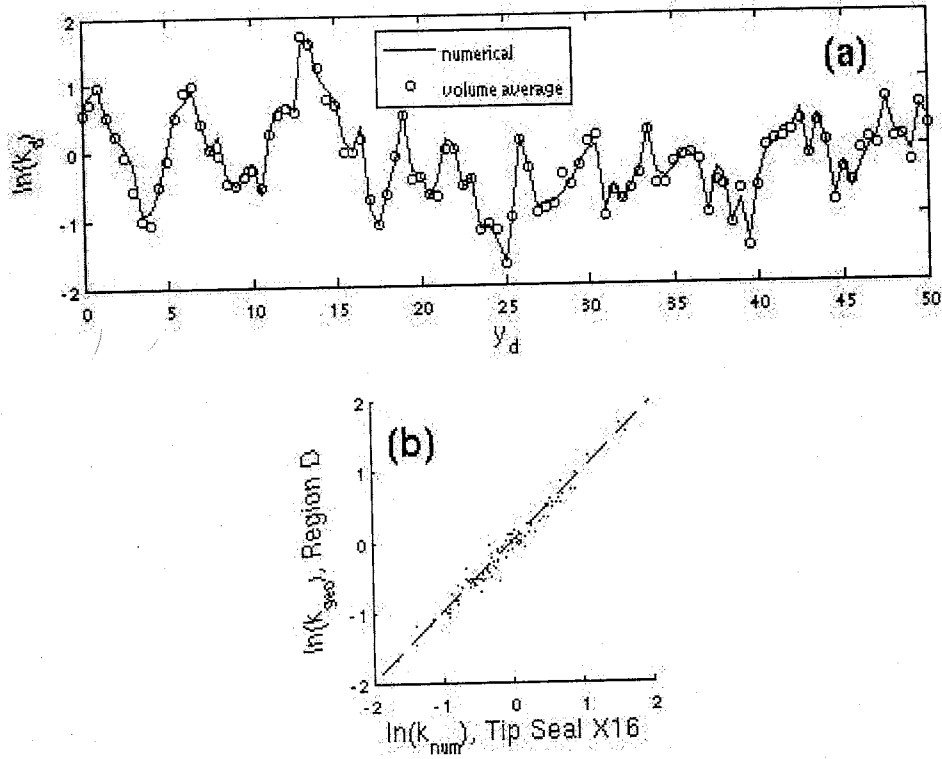 2
1
0
-1
-2
ln(k_d)
numerical
volume average
(a)
0 5 10 15 20 25 30 35 40 45 50
y_d
2
1
0
-1
-2
(b)
ln(k_geo), Region D
-2 -1 0 1 2
ln(k_num), Tip Seal X16